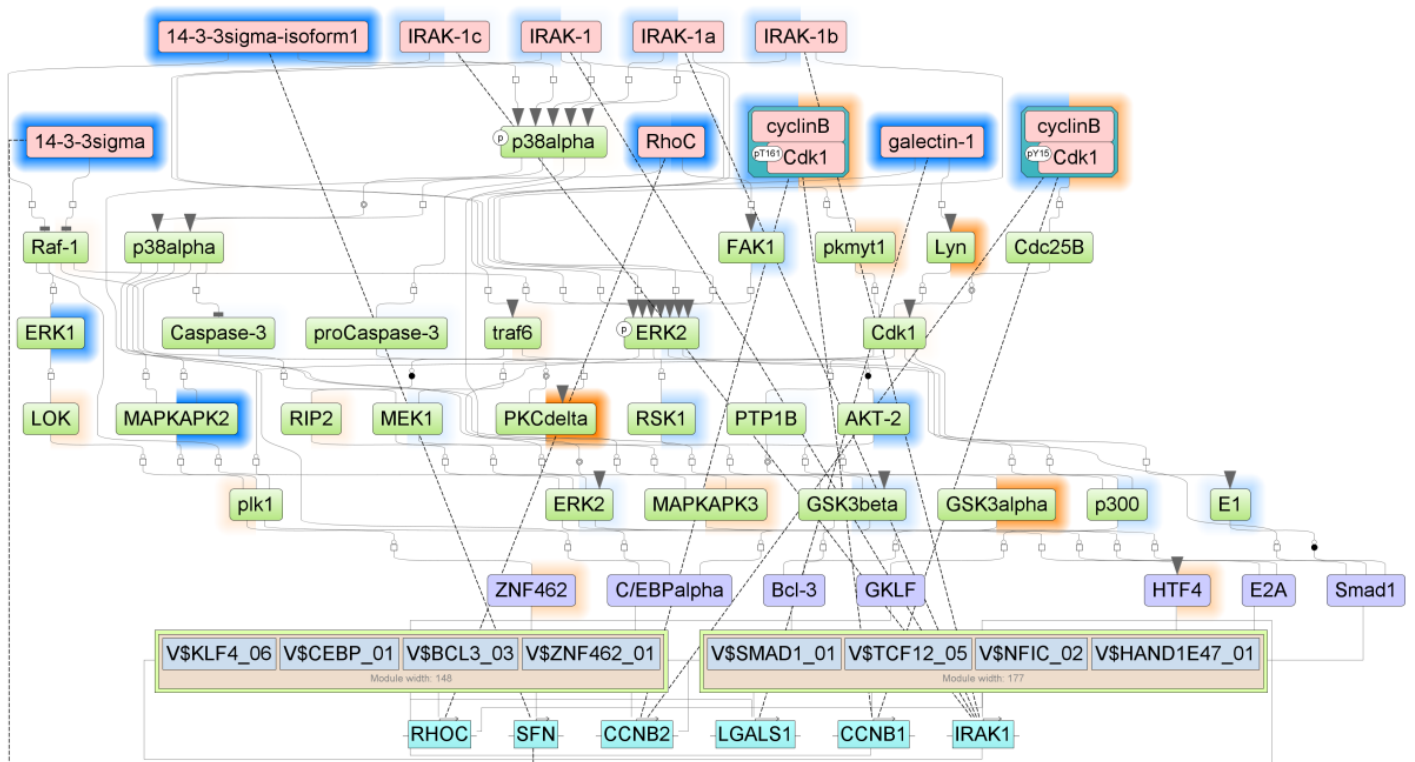 14-3-3sigma-isoform1 IRAK-1c IRAK-1 IRAK-1a IRAK-1b
14-3-3sigma p p38alpha RhoC cyclinB galectin-1 cyclinB
pT161 Cdk1 pY15 Cdk1
Raf-1 p38alpha FAK1 pkmyt1 Lyn Cdc25B
ERK1 Caspase-3 proCaspase-3 traf6 p ERK2 Cdk1
LOK MAPKAPK2 RIP2 MEK1 PKCdelta RSK1 PTP1B AKT-2
plk1 ERK2 MAPKAPK3 GSK3beta GSK3alpha p300 E1
ZNF462 C/EBPalpha Bcl-3 GKLF HTF4 E2A Smad1
V$KLF4_06 V$CEBP_01 V$BCL3_03 V$ZNF462_01 V$SMAD1_01 V$TCF12_05 V$NFIC_02 V$HAND1E47_01
Module width: 148 Module width: 177
RHOC SFN CCNB2 LGALS1 CCNB1 IRAK1